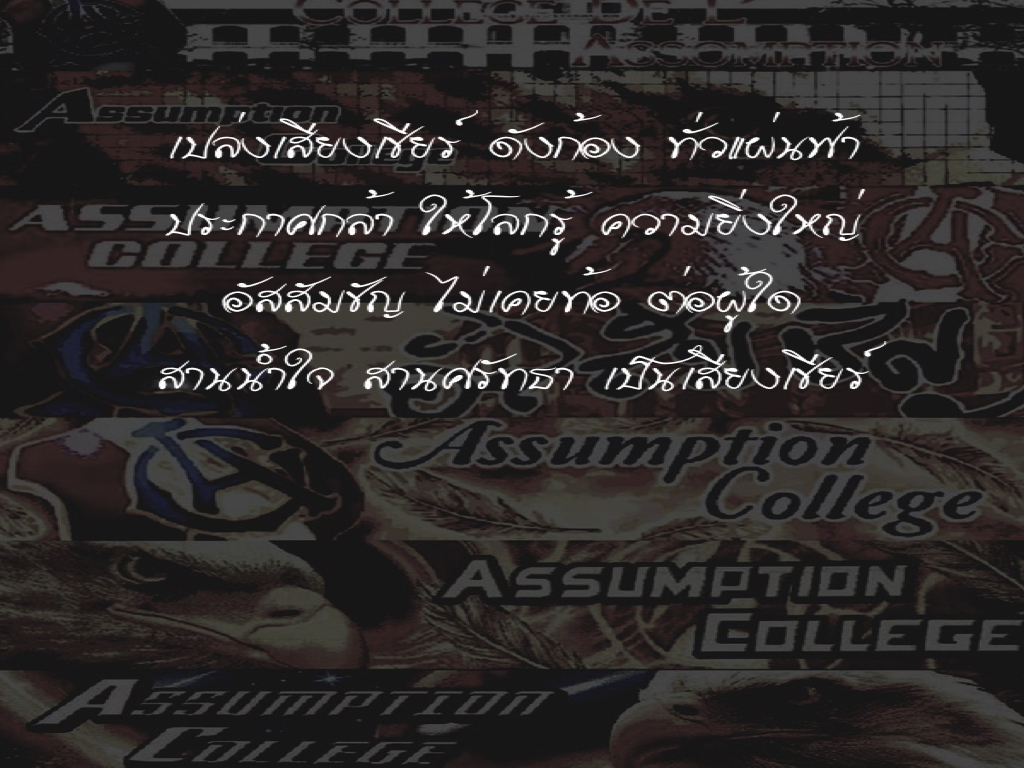 COLLEGE DE L'
ASSOMPTION
Assumption
เปล่งเสียงเชียร์ ดังก้อง ทั่วแผ่นฟ้า
ASSUMPTION
ประกาศกล้า ให้โลกรู้ ความยิ่งใหญ่
COLLEGE
อัสสัมชัญ ไม่เคยท้อ ต่อผู้ใด
สานน้ำใจ สานศรัทธา เป็นเสียงเชียร์
Assumption
College
ASSUMPTION
COLLEGE
ASSUMPTION
COLLEGE